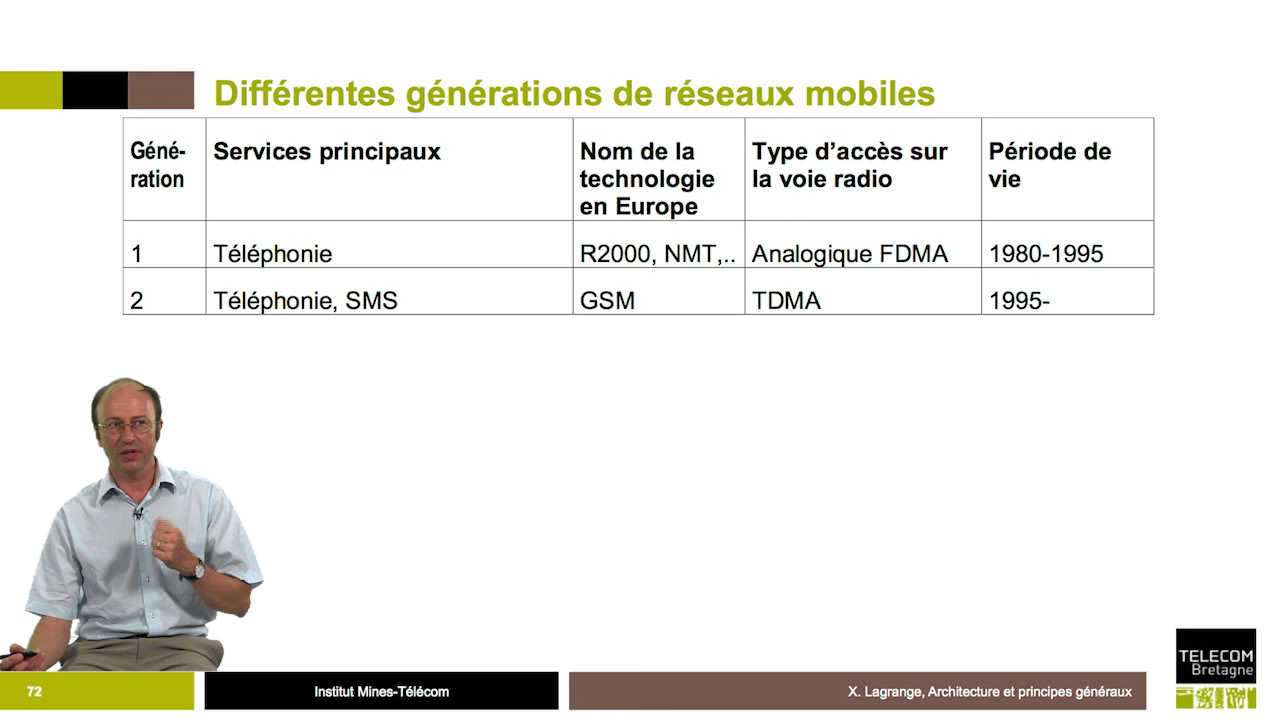 Différentes générations de réseaux mobiles
Géné-
ration
Services principaux
Nom de la
technologie
en Europe
Type d’accès sur
la voie radio
Période de
vie
1
Téléphonie
R2000, NMT,..
Analogique FDMA
1980-1995
2
Téléphonie, SMS
GSM
TDMA
1995-
72
Institut Mines-Télécom
X. Lagrange, Architecture et principes généraux
TELECOM
Bretagne